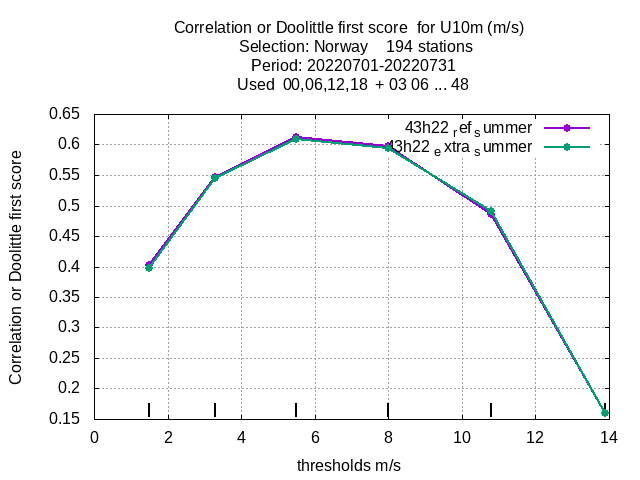 Correlation or Doolittle first score  for U10m (m/s)
Selection: Norway    194 stations
Period: 20220701-20220731
Used  00,06,12,18  + 03 06 ... 48
Correlation or Doolittle first score
0.65
0.6
0.55
0.5
0.45
0.4
0.35
0.3
0.25
0.2
0.15
43h22 ref summer
43h22 extra summer
0 2 4 6 8 10 12 14
thresholds m/s